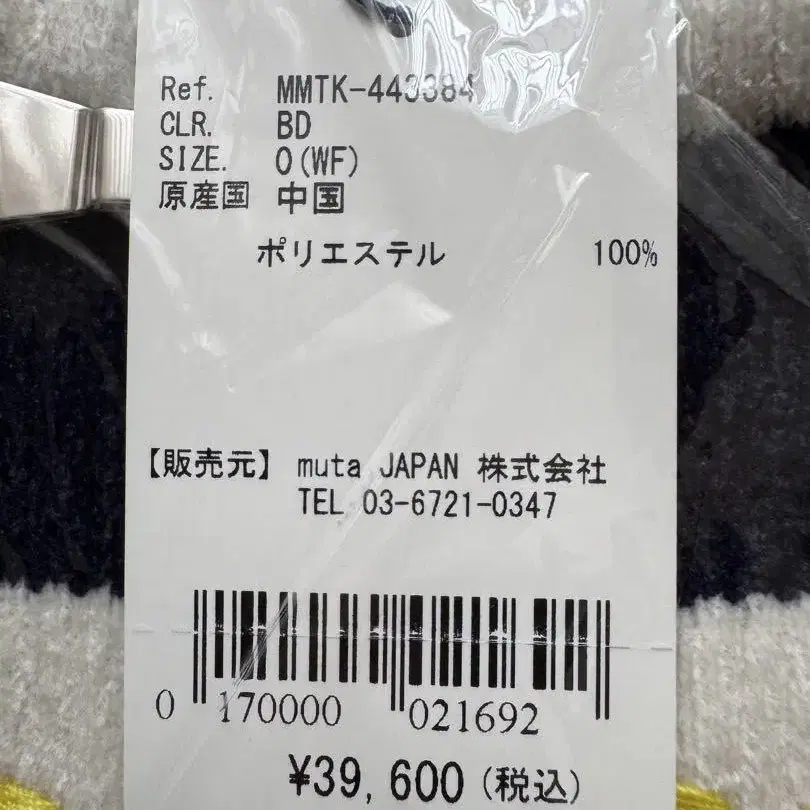 Ref. MMTK-443384
CLR. BD
SIZE. 0(WF)
原産国 中国
ポリエステル 100%
【販売元】 muta JAPAN 株式会社
TEL 03-6721-0347
0 170000 021692
¥39,600(税込)